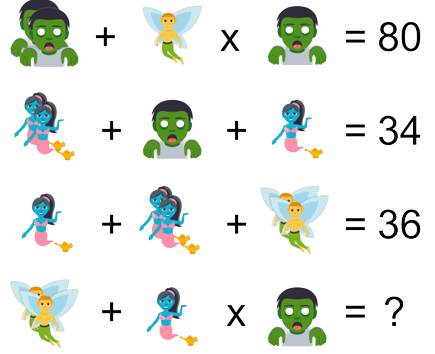 + x = 80
+ + = 34
+ + = 36
+ x = ?